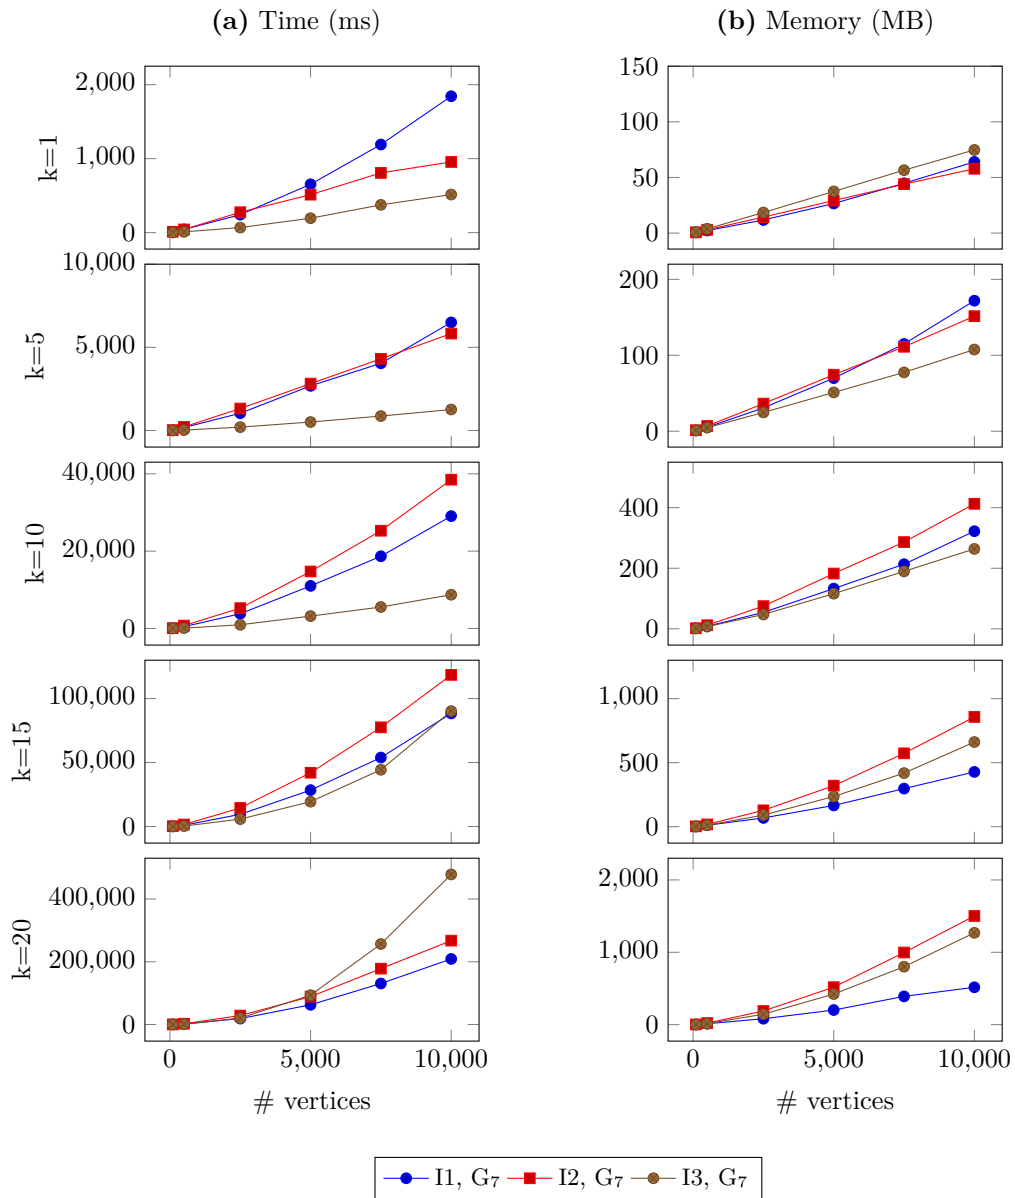 (a) Time (ms)
(b) Memory (MB)
k=1
2,000
1,000
0
150
100
50
0
k=5
10,000
5,000
0
200
100
0
k=10
40,000
20,000
0
400
200
0
k=15
100,000
50,000
0
1,000
500
0
k=20
400,000
200,000
0
2,000
1,000
0
0 5,000 10,000
0 5,000 10,000
# vertices
# vertices
I1, G₇ I2, G₇ I3, G₇